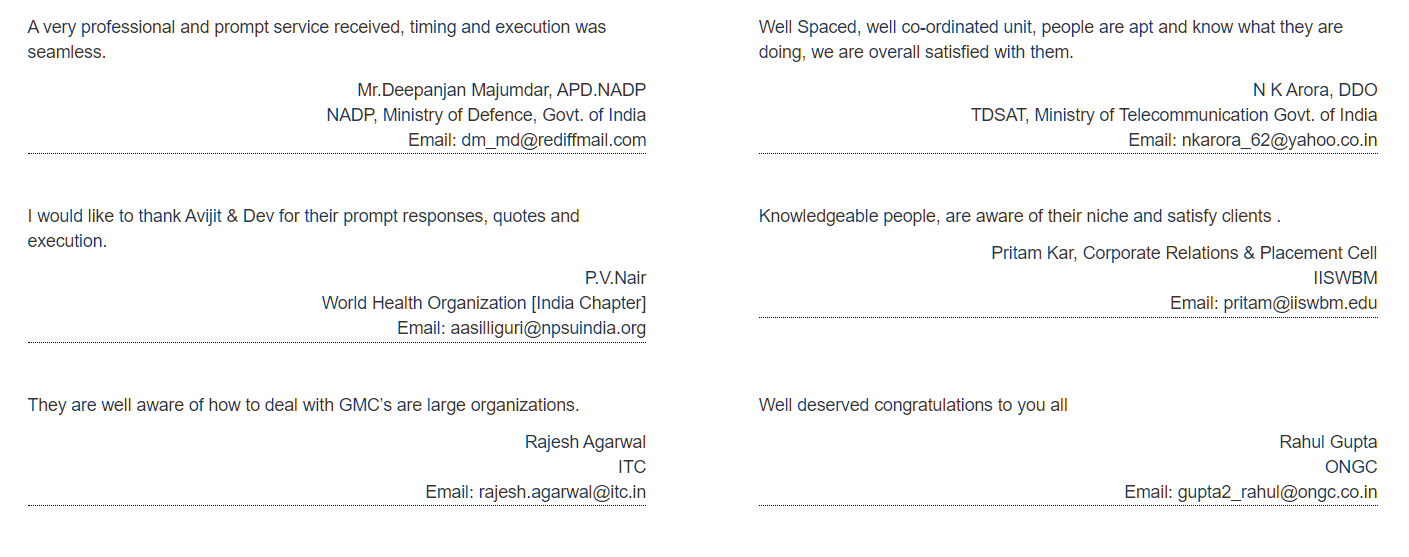 A very professional and prompt service received, timing and execution was
seamless.
Mr.Deepanjan Majumdar, APD.NADP
NADP, Ministry of Defence, Govt. of India
Email: dm_md@rediffmail.com
Well Spaced, well co-ordinated unit, people are apt and know what they are
doing, we are overall satisfied with them.
N K Arora, DDO
TDSAT, Ministry of Telecommunication Govt. of India
Email: nkarora_62@yahoo.co.in
I would like to thank Avijit & Dev for their prompt responses, quotes and
execution.
P.V.Nair
World Health Organization [India Chapter]
Email: aasilliguri@npsuindia.org
Knowledgeable people, are aware of their niche and satisfy clients .
Pritam Kar, Corporate Relations & Placement Cell
IISWBM
Email: pritam@iiswbm.edu
They are well aware of how to deal with GMC’s are large organizations.
Rajesh Agarwal
ITC
Email: rajesh.agarwal@itc.in
Well deserved congratulations to you all
Rahul Gupta
ONGC
Email: gupta2_rahul@ongc.co.in